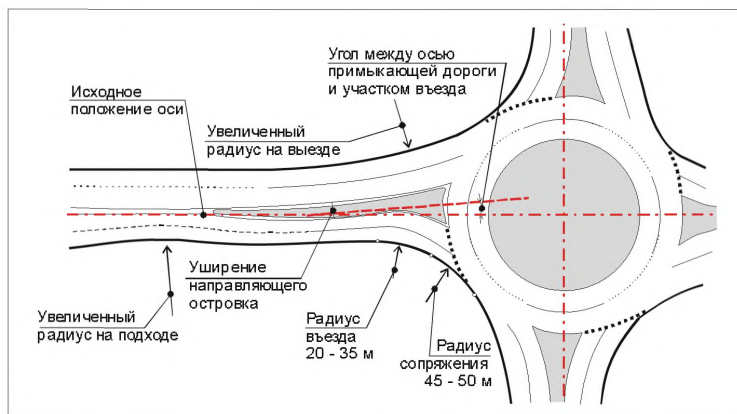 Угол между осью
примыкающей дороги
и участком въезда
Исходное
положение оси
Увеличенный
радиус на выезде
Уширение
направляющего
островка
Увеличенный
радиус на подходе
Радиус
въезда
20 - 35 м
Радиус
сопряжения
45 - 50 м